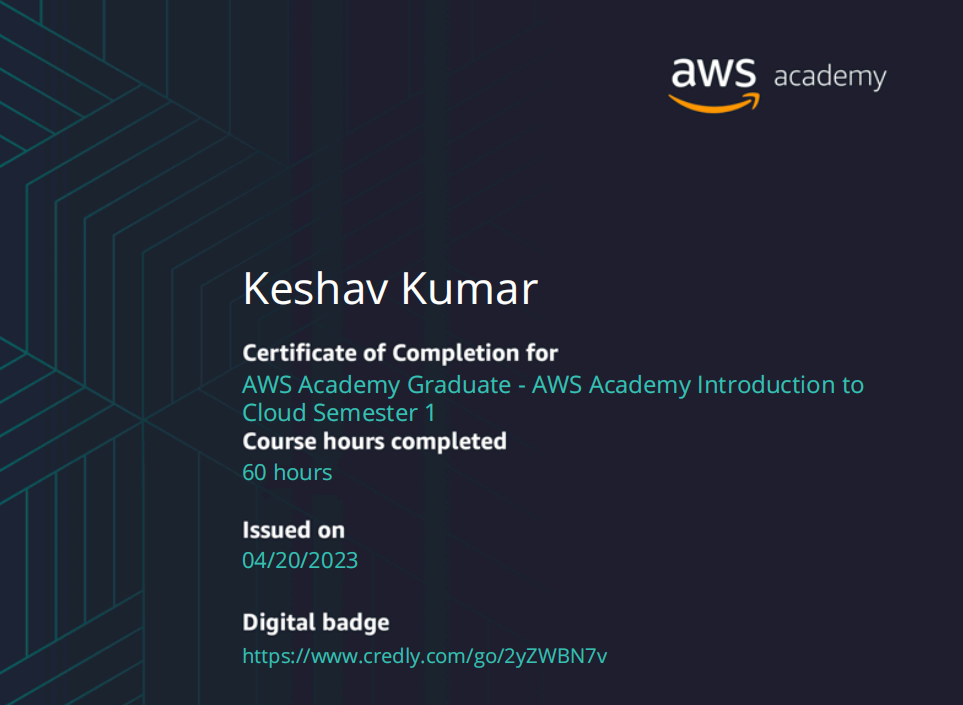 aws academy
Keshav Kumar
Certificate of Completion for
AWS Academy Graduate - AWS Academy Introduction to
Cloud Semester 1
Course hours completed
60 hours
Issued on
04/20/2023
Digital badge
https://www.credly.com/go/2yZWBN7v